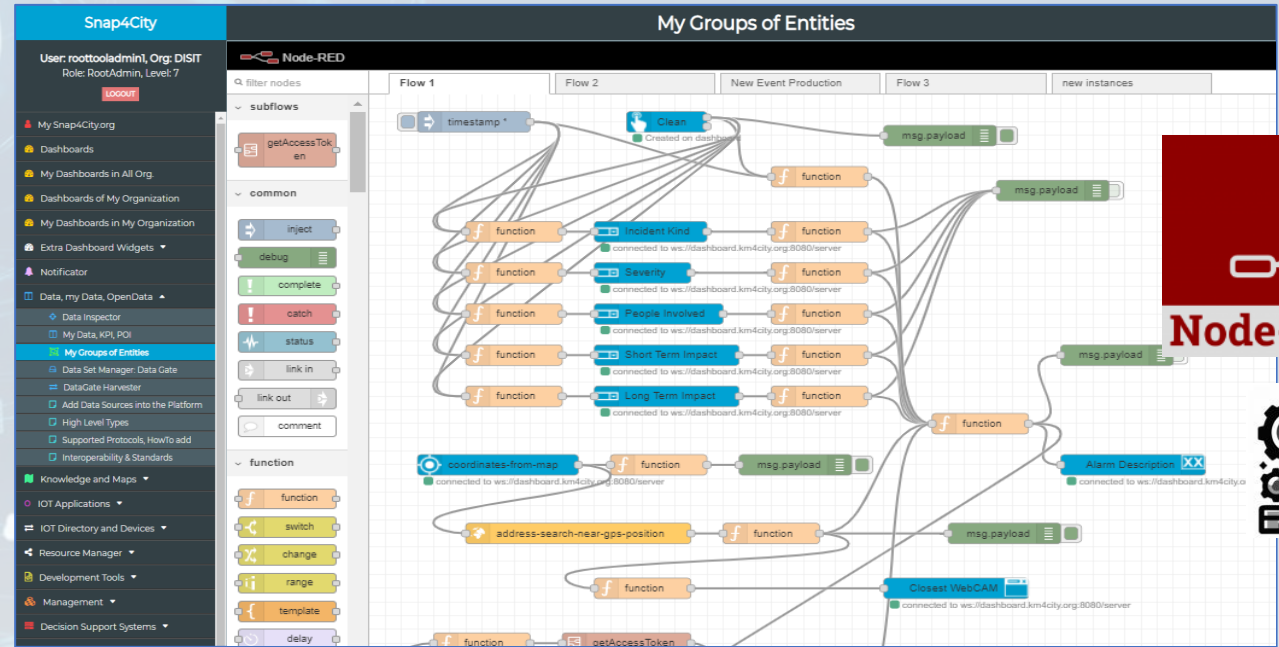 Snap4City
My Groups of Entities
User: roottooladmin1, Org: DISIT
Role: RootAdmin, Level: 7
LOGOUT
My Snap4City.org
Dashboards
My Dashboards in All Org.
Dashboards of My Organization
My Dashboards in My Organization
Extra Dashboard Widgets
Notificator
Data, my Data, OpenData
Data Inspector
My Data, KPI, POI
My Groups of Entities
Data Set Manager: Data Gate
DataGate Harvester
Add Data Sources into the Platform
High Level Types
Supported Protocols, HowTo add
Interoperability & Standards
Knowledge and Maps
IOT Applications
IOT Directory and Devices
Resource Manager
Development Tools
Management
Decision Support Systems
Node-RED
filter nodes
subflows
getAccessTok
en
common
inject
debug
complete
catch
status
link in
link out
comment
function
function
switch
change
range
template
delay
Flow 1
Flow 2
New Event Production
Flow 3
new instances
timestamp *
Clean
Created on dashboard
msg.payload
function
msg.payload
function
Incident Kind
function
connected to ws://dashboard.km4city.org:8080/server
function
Severity
function
connected to ws://dashboard.km4city.org:8080/server
function
People Involved
function
connected to ws://dashboard.km4city.org:8080/server
function
Short Term Impact
function
msg.payload
connected to ws://dashboard.km4city.org:8080/server
function
Long Term Impact
function
connected to ws://dashboard.km4city.org:8080/server
function
coordinates-from-map
function
msg.payload
Alarm Description
XX
connected to ws://dashboard.km4city.org:8080/server
connected to ws://dashboard.km4city.o
address-search-near-gps-position
function
msg.payload
function
Closest WebCAM
connected to ws://dashboard.km4city.org:8080/server
function
getAccessToken
Node